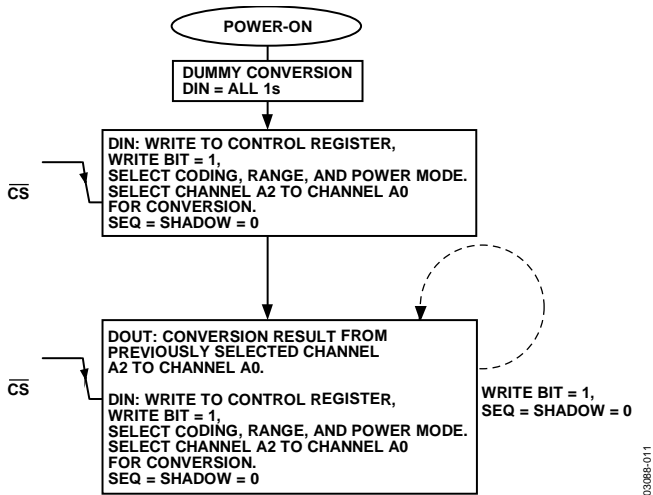 POWER-ON
DUMMY CONVERSION
DIN = ALL 1s
DIN: WRITE TO CONTROL REGISTER,
WRITE BIT = 1,
SELECT CODING, RANGE, AND POWER MODE.
SELECT CHANNEL A2 TO CHANNEL A0
FOR CONVERSION.
SEQ = SHADOW = 0
C̅S̅
DOUT: CONVERSION RESULT FROM
PREVIOUSLY SELECTED CHANNEL
A2 TO CHANNEL A0.
DIN: WRITE TO CONTROL REGISTER,
WRITE BIT = 1,
SELECT CODING, RANGE, AND POWER MODE.
SELECT CHANNEL A2 TO CHANNEL A0
FOR CONVERSION.
SEQ = SHADOW = 0
C̅S̅
WRITE BIT = 1,
SEQ = SHADOW = 0
03088-011